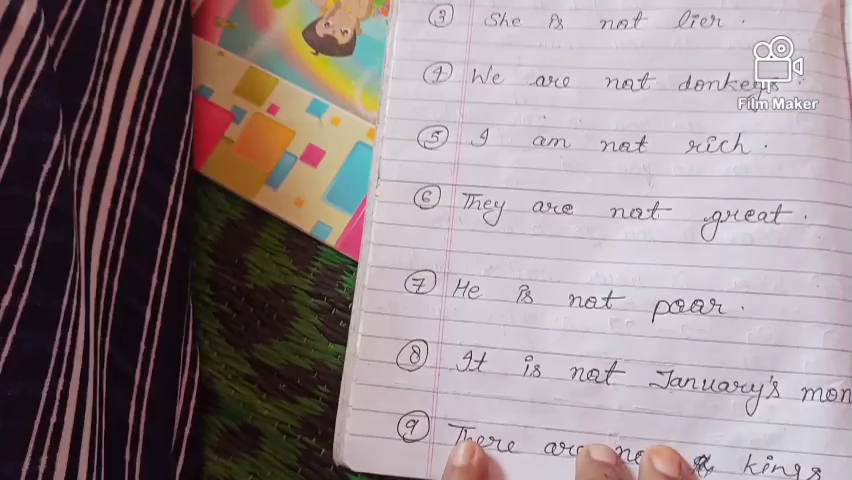 ③ She is not lier.
④ We are not donkeys.
Film Maker
⑤ I am not rich.
⑥ They are not great.
⑦ He is not poor.
⑧ It is not January's mon
⑨ There are no kings